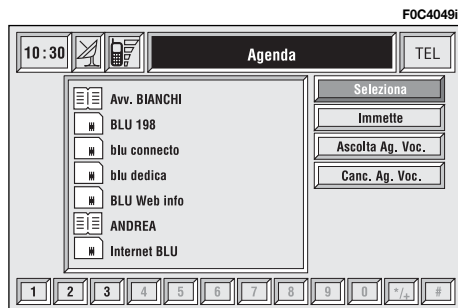 F0C4049i
10:30 Agenda TEL
Avv. BIANCHI
BLU 198
blu connecto
blu dedica
BLU Web info
ANDREA
Internet BLU
Seleziona
Immette
Ascolta Ag. Voc.
Canc. Ag. Voc.
1 2 3 4 5 6 7 8 9 0 */+ #